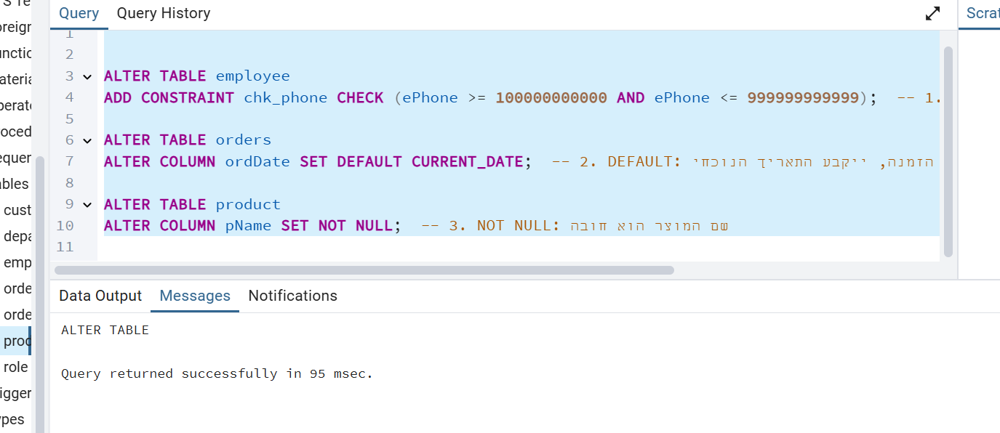 Query Query History
Scrat
1
2
3 ALTER TABLE employee
4 ADD CONSTRAINT chk_phone CHECK (ePhone >= 100000000000 AND ePhone <= 999999999999); -- 1.
5
6 ALTER TABLE orders
7 ALTER COLUMN ordDate SET DEFAULT CURRENT_DATE; -- 2. DEFAULT: הזמנה, ייקבע התאריך הנוכחי
8
9 ALTER TABLE product
10 ALTER COLUMN pName SET NOT NULL; -- 3. NOT NULL: שם המוצר הוא חובה
11
Data Output Messages Notifications
ALTER TABLE
Query returned successfully in 95 msec.
oreign
unctio
ateria
perato
roced
equen
ables
cust
depa
emp
orde
orde
prod
role
rigger
ypes